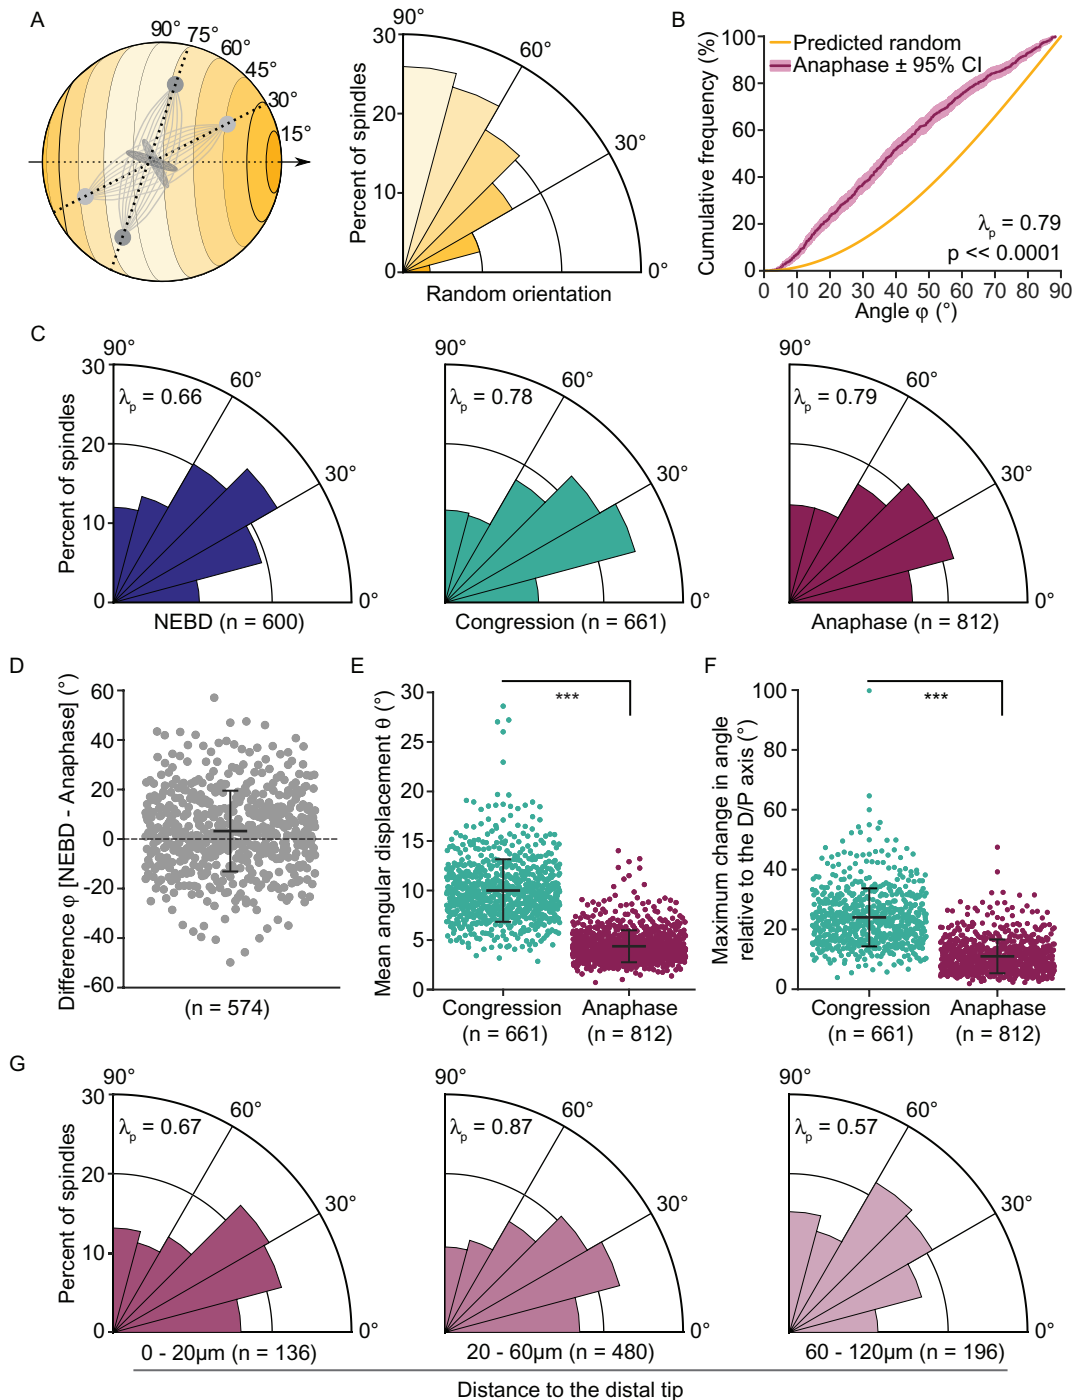 A
90°
75°
60°
45°
30°
15°
90°
30
60°
20
30°
10
0
0°
Percent of spindles
Random orientation
B
100
80
60
40
20
0
Cumulative frequency (%)
Predicted random
Anaphase ± 95% CI
λp = 0.79
p << 0.0001
0 10 20 30 40 50 60 70 80 90
Angle φ (°)
C
90°
30
λp = 0.66
60°
20
30°
10
0
0°
Percent of spindles
NEBD (n = 600)
90°
λp = 0.78
60°
30°
0°
Congression (n = 661)
90°
λp = 0.79
60°
30°
0°
Anaphase (n = 812)
D
60
40
20
0
-20
-40
-60
Difference φ [NEBD - Anaphase] (°)
(n = 574)
E
30
25
20
15
10
5
0
Mean angular displacement θ (°)
***
Congression
(n = 661)
Anaphase
(n = 812)
F
100
80
60
40
20
0
Maximum change in angle
relative to the D/P axis (°)
***
Congression
(n = 661)
Anaphase
(n = 812)
G
90°
30
λp = 0.67
60°
20
30°
10
0
0°
Percent of spindles
0 - 20µm (n = 136)
90°
λp = 0.87
60°
30°
0°
20 - 60µm (n = 480)
90°
λp = 0.57
60°
30°
0°
60 - 120µm (n = 196)
Distance to the distal tip